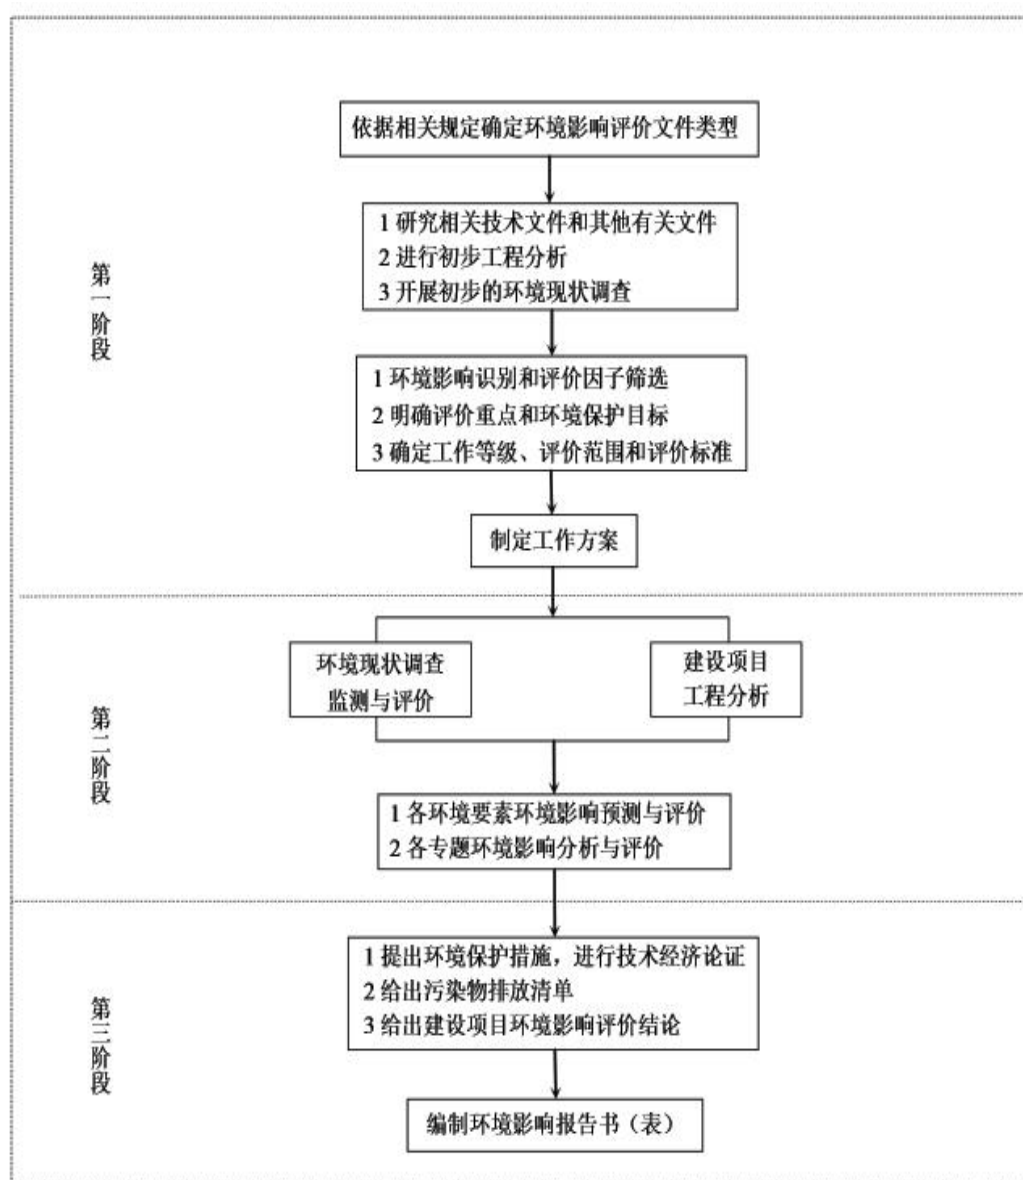 依据相关规定确定环境影响评价文件类型
1 研究相关技术文件和其他有关文件
2 进行初步工程分析
3 开展初步的环境现状调查
第一阶段
1 环境影响识别和评价因子筛选
2 明确评价重点和环境保护目标
3 确定工作等级、评价范围和评价标准
制定工作方案
环境现状调查
监测与评价
建设项目
工程分析
第二阶段
1 各环境要素环境影响预测与评价
2 各专题环境影响分析与评价
1 提出环境保护措施，进行技术经济论证
2 给出污染物排放清单
3 给出建设项目环境影响评价结论
第三阶段
编制环境影响报告书（表）